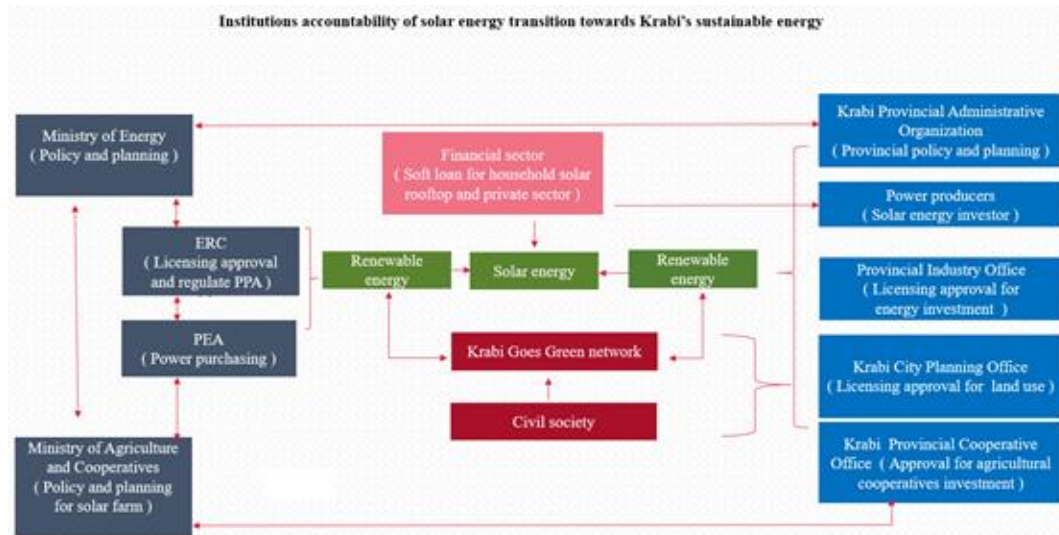 Institutions accountability of solar energy transition towards Krabi's sustainable energy
Ministry of Energy
( Policy and planning )
ERC
( Licensing approval
and regulate PPA )
PEA
( Power purchasing )
Ministry of Agriculture
and Cooperatives
( Policy and planning
for solar farm )
Financial sector
( Soft loan for household solar
rooftop and private sector )
Renewable
energy
Solar energy
Renewable
energy
Krabi Goes Green network
Civil society
Krabi Provincial Administrative
Organization
( Provincial policy and planning )
Power producers
( Solar energy investor )
Provincial Industry Office
( Licensing approval for
energy investment )
Krabi City Planning Office
( Licensing approval for land use )
Krabi Provincial Cooperative
Office ( Approval for agricultural
cooperatives investment )